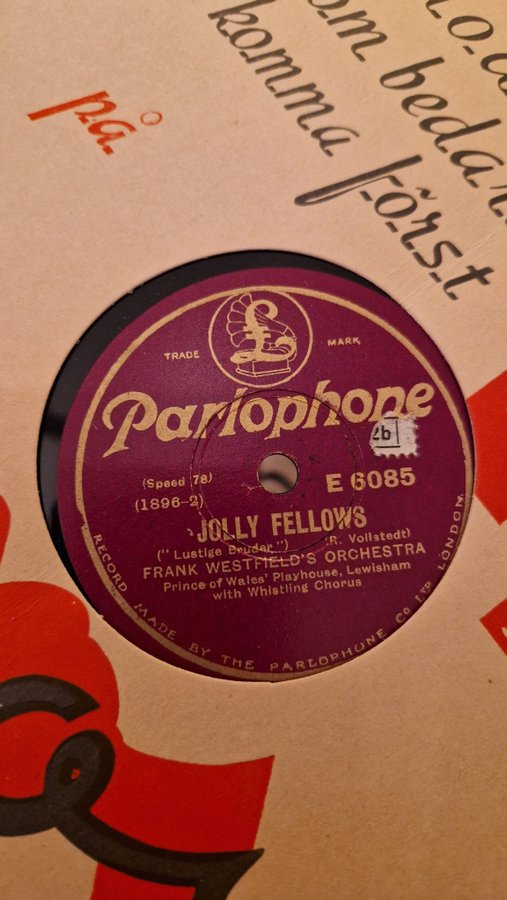 på
komma först
TRADE MARK
Parlophone
(Speed 78)
E 6085
(1896-2)
JOLLY FELLOWS
("Lustige Bruder") (R. Vollstedt)
FRANK WESTFIELD'S ORCHESTRA
Prince of Wales' Playhouse, Lewisham
with Whistling Chorus
RECORD MADE BY THE PARLOPHONE CO. LTD. LONDON